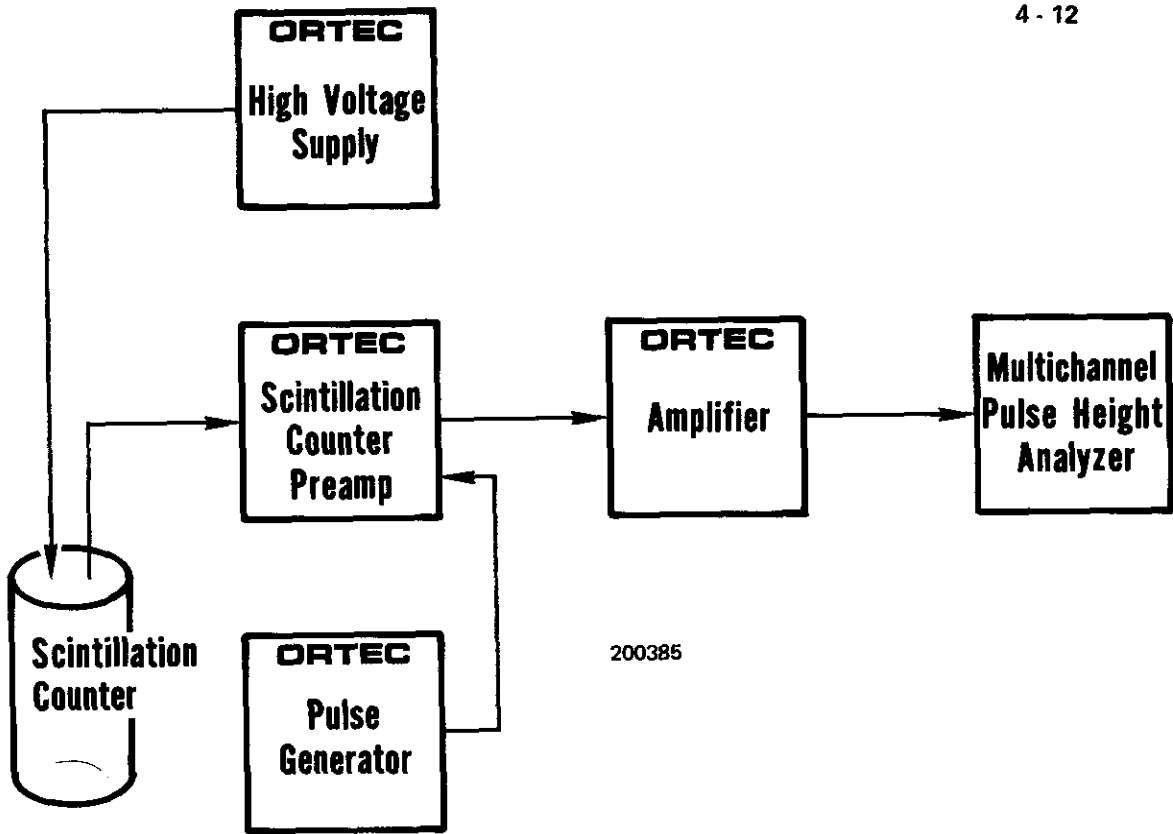 4 - 12
ORTEC
High Voltage
Supply
ORTEC
Scintillation
Counter
Preamp
ORTEC
Amplifier
Multichannel
Pulse Height
Analyzer
Scintillation
Counter
ORTEC
Pulse
Generator
200385